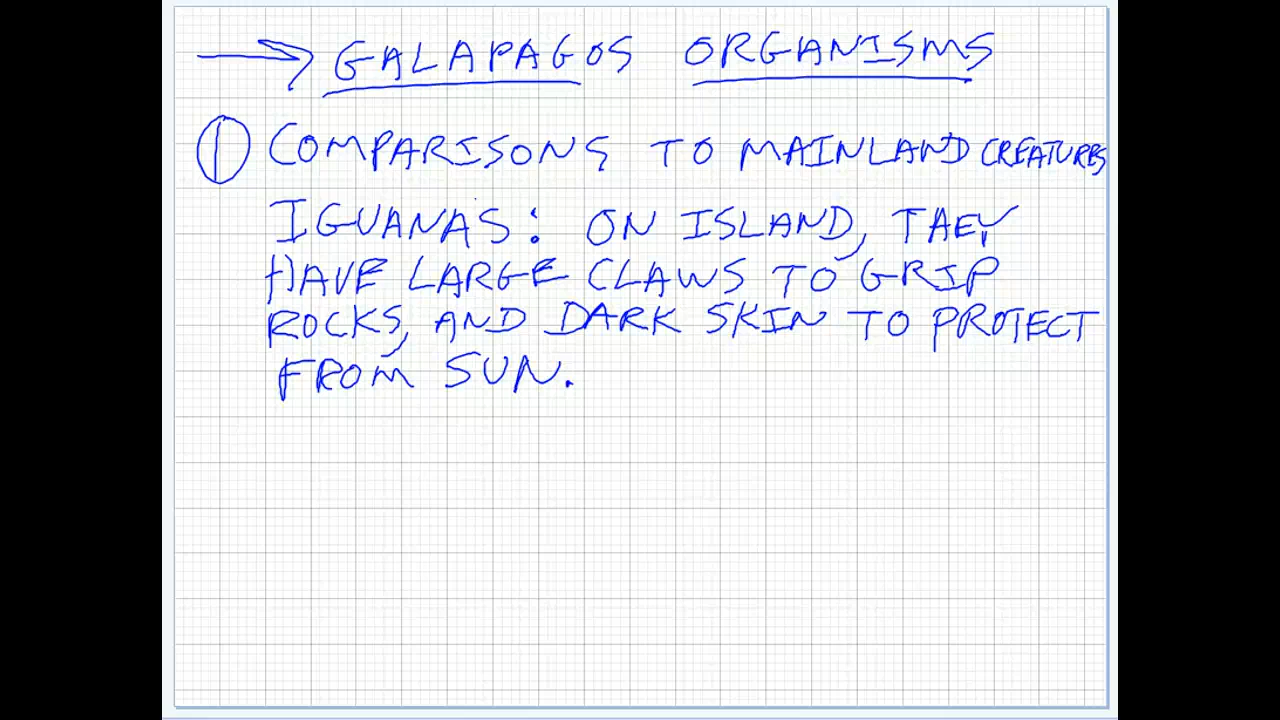 → GALAPAGOS ORGANISMS
① COMPARISONS TO MAINLAND CREATURES
IGUANAS: ON ISLAND, THEY
HAVE LARGE CLAWS TO GRIP
ROCKS, AND DARK SKIN TO PROTECT
FROM SUN.